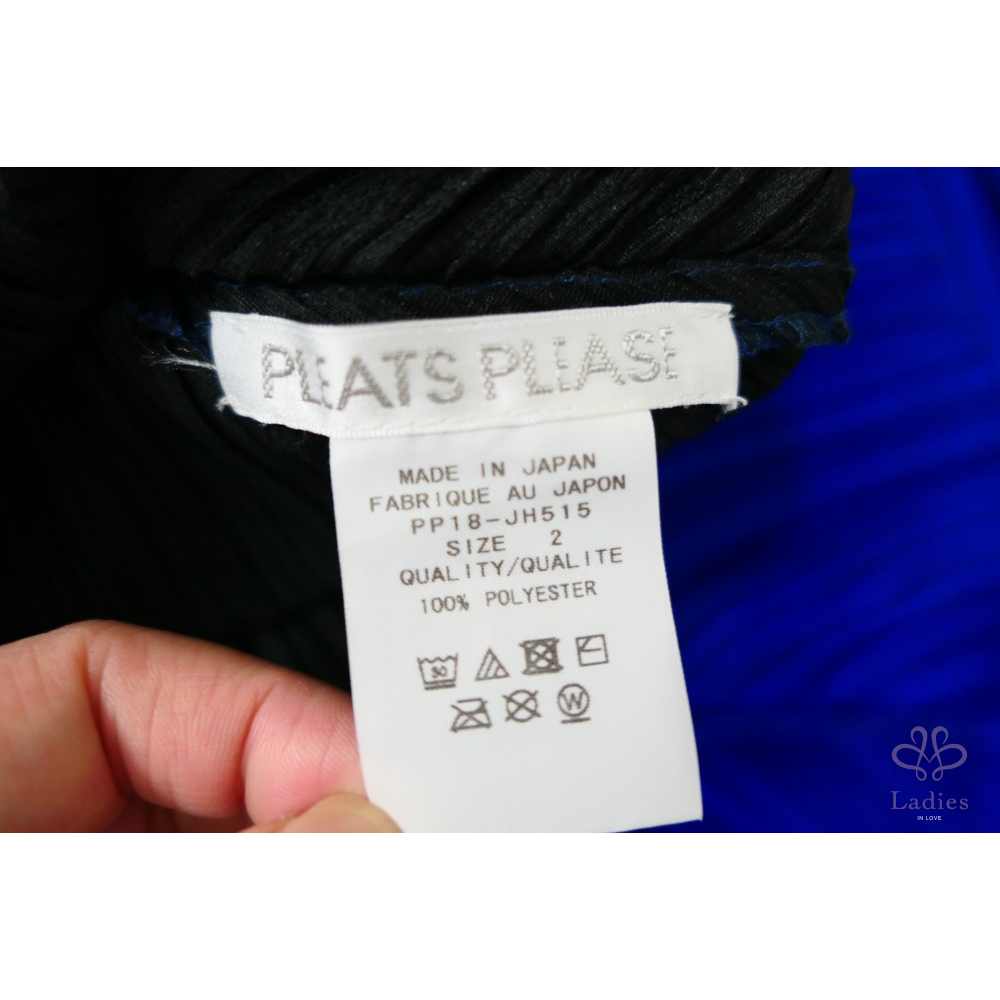 PLEATS PLEASE
MADE IN JAPAN
FABRIQUE AU JAPON
PP18-JH515
SIZE 2
QUALITY/QUALITE
100% POLYESTER
30
W
Ladies
IN LOVE